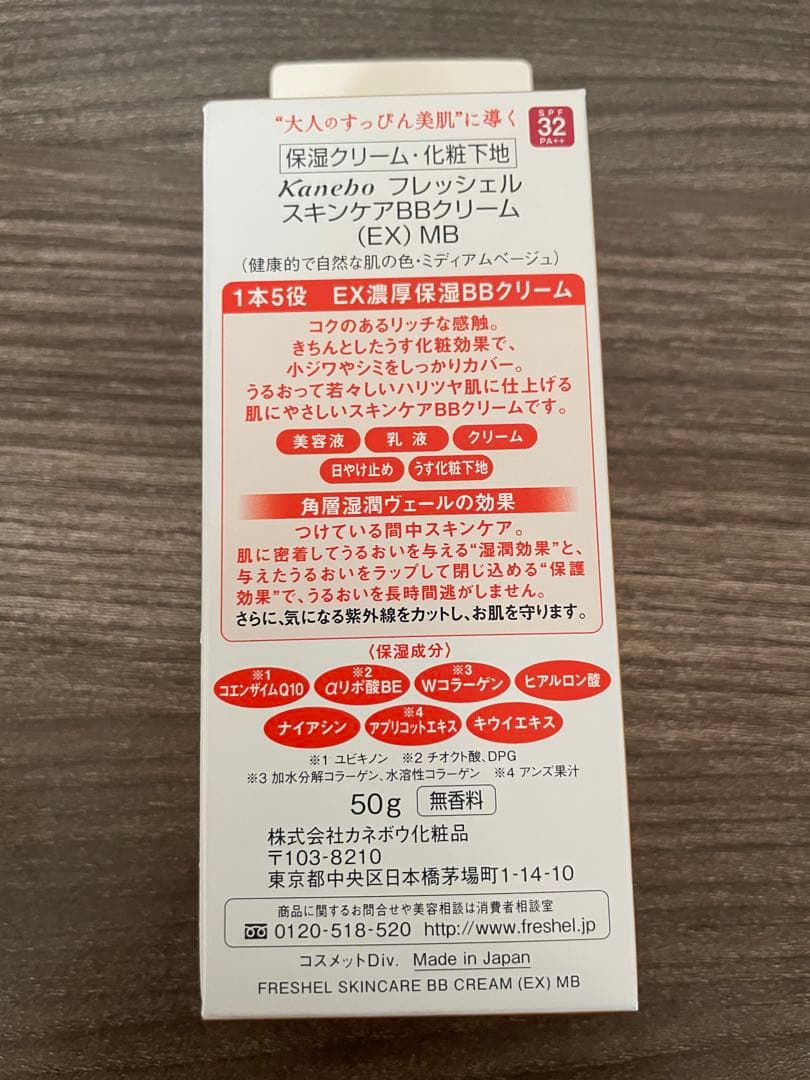 "大人のすっぴん美肌"に導く
SPF
32
PA++
保湿クリーム・化粧下地
Kanebo フレッシェル
スキンケアBBクリーム
(EX) MB
(健康的で自然な肌の色・ミディアムベージュ)
1本5役 EX濃厚保湿BBクリーム
コクのあるリッチな感触。
きちんとしたうす化粧効果で、
小ジワやシミをしっかりカバー。
うるおって若々しいハリツヤ肌に仕上げる
肌にやさしいスキンケアBBクリームです。
美容液 乳液 クリーム
日やけ止め うす化粧下地
角層湿潤ヴェールの効果
つけている間中スキンケア。
肌に密着してうるおいを与える"湿潤効果"と、
与えたうるおいをラップして閉じ込める"保護
効果"で、うるおいを長時間逃がしません。
さらに、気になる紫外線をカットし、お肌を守ります。
〈保湿成分〉
※1 ※2 ※3
コエンザイムQ10 αリポ酸BE Wコラーゲン ヒアルロン酸
※4
ナイアシン アプリコットエキス キウイエキス
※1 ユビキノン ※2 チオクト酸、DPG
※3 加水分解コラーゲン、水溶性コラーゲン ※4 アンズ果汁
50g 無香料
株式会社カネボウ化粧品
〒103-8210
東京都中央区日本橋茅場町1-14-10
商品に関するお問合せや美容相談は消費者相談室
0120-518-520 http://www.freshel.jp
コスメットDiv. Made in Japan
FRESHEL SKINCARE BB CREAM (EX) MB